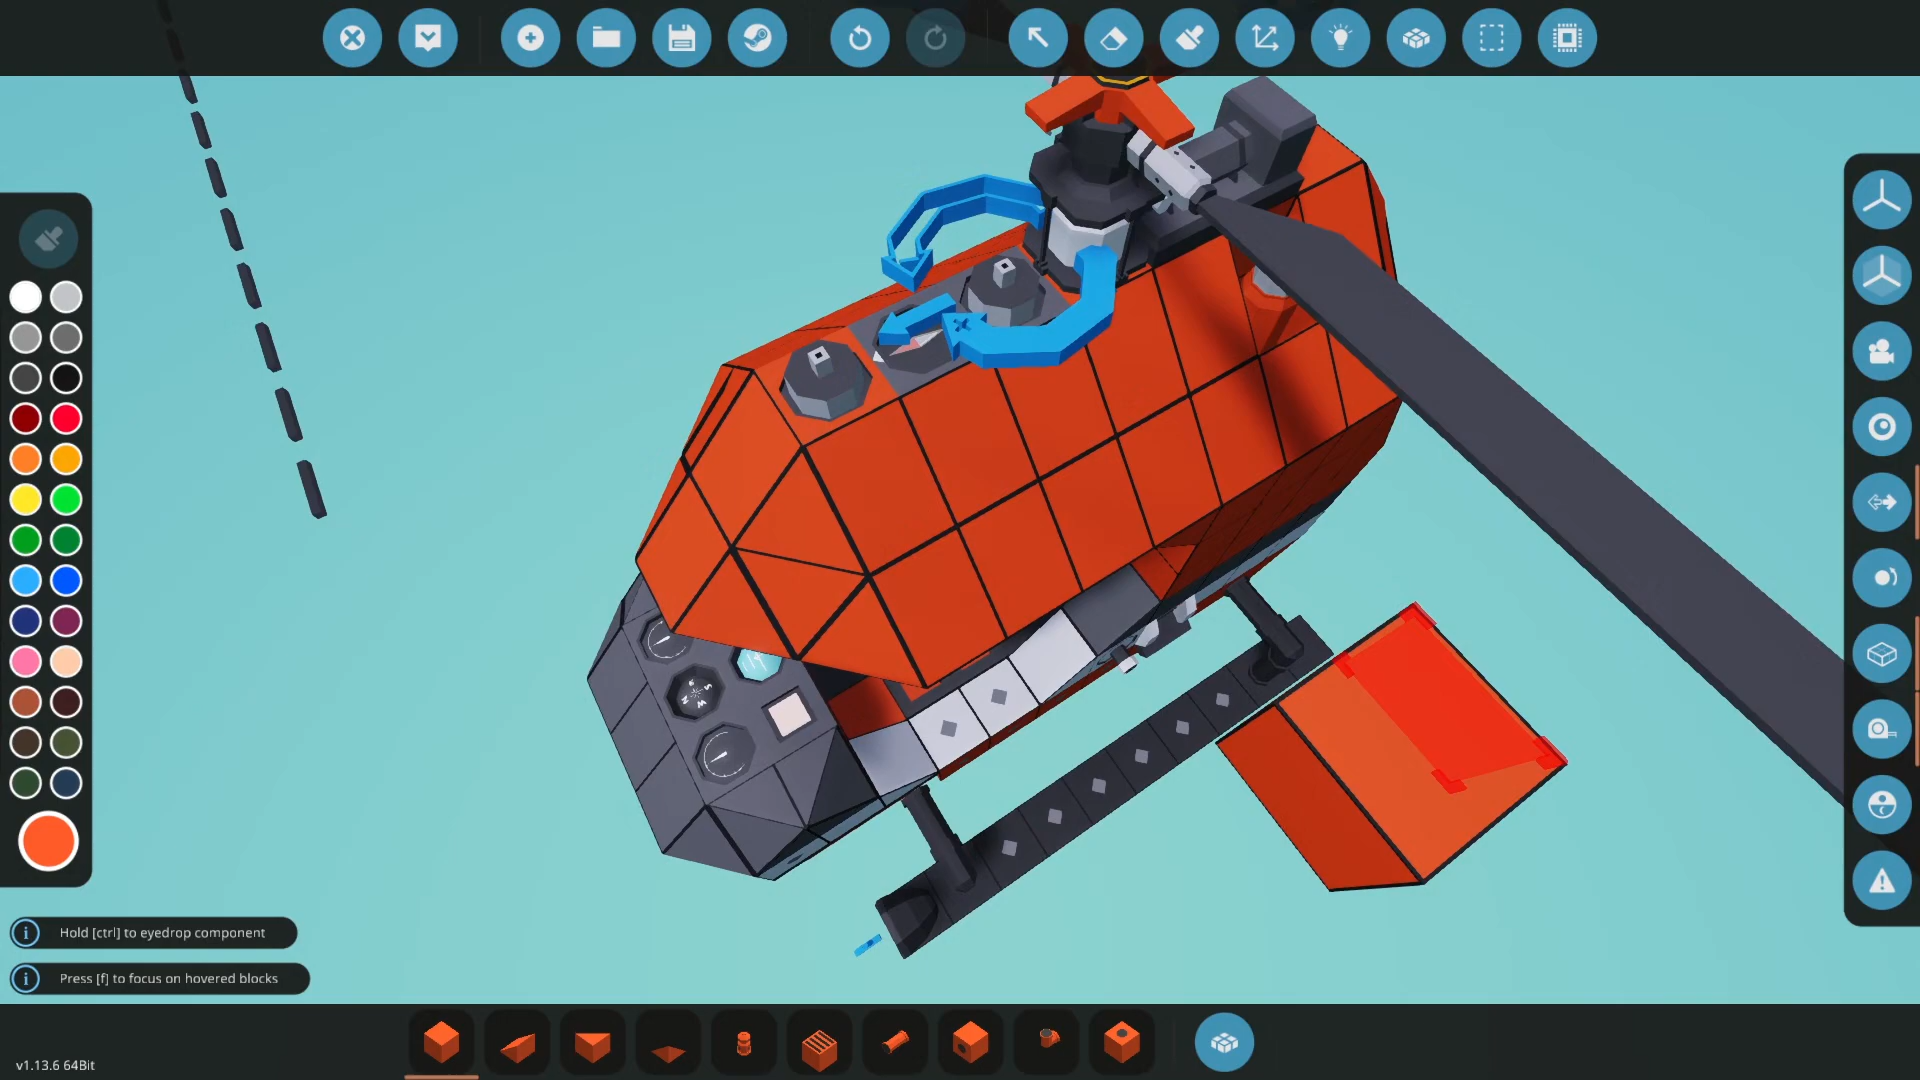 Hold [ctrl] to eyedrop component
Press [f] to focus on hovered blocks
v1.13.6 64Bit